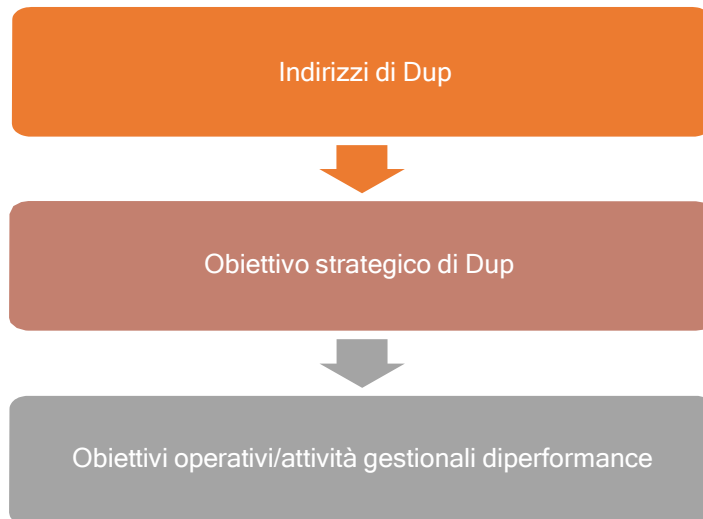 Indirizzi di Dup
Obiettivo strategico di Dup
Obiettivi operativi/attività gestionali diperformance